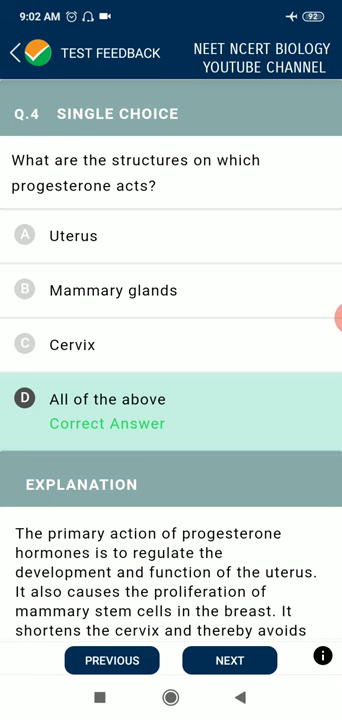 9:02 AM
92
TEST FEEDBACK
NEET NCERT BIOLOGY
YOUTUBE CHANNEL
Q.4 SINGLE CHOICE
What are the structures on which
progesterone acts?
A Uterus
B Mammary glands
C Cervix
D All of the above
Correct Answer
EXPLANATION
The primary action of progesterone
hormones is to regulate the
development and function of the uterus.
It also causes the proliferation of
mammary stem cells in the breast. It
shortens the cervix and thereby avoids
PREVIOUS
NEXT
i